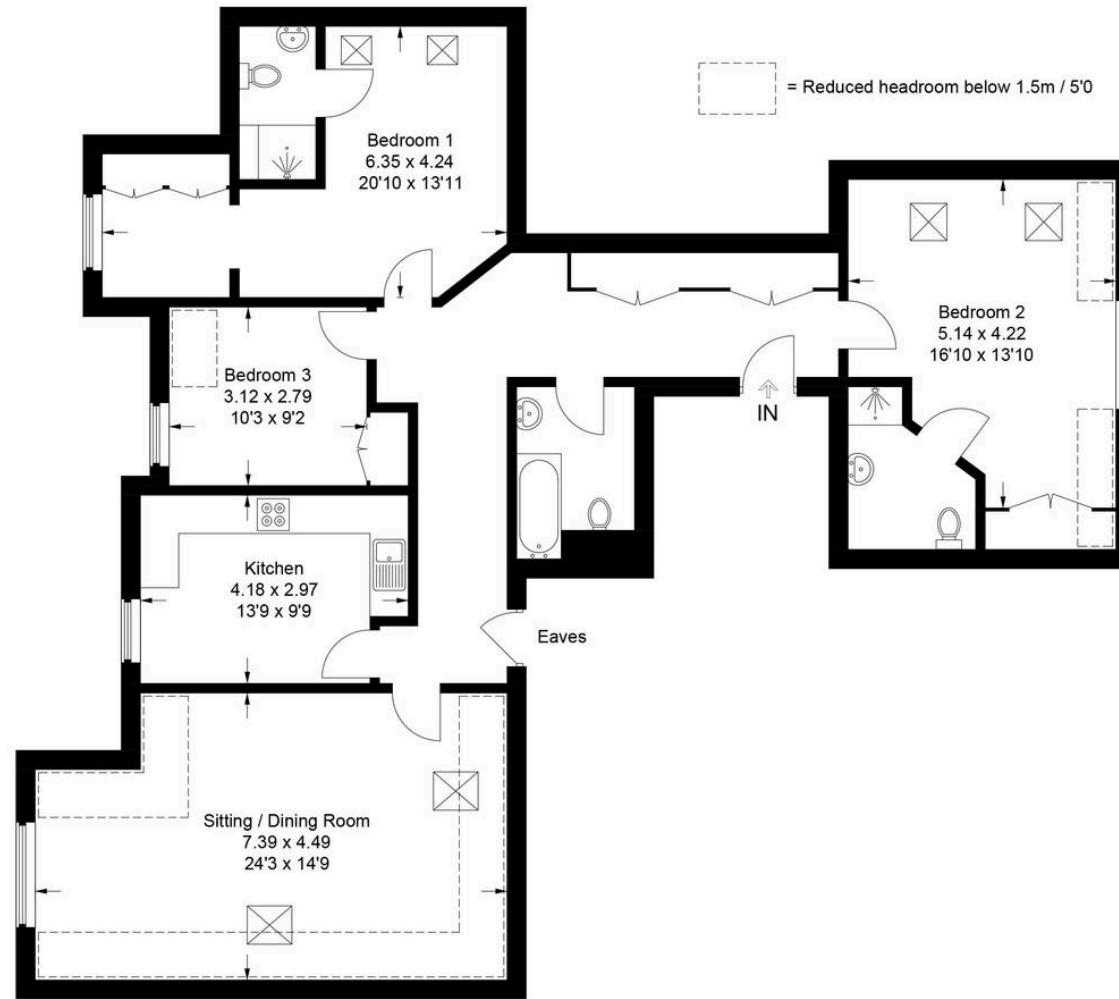 = Reduced headroom below 1.5m / 5'0
Bedroom 1
6.35 x 4.24
20'10 x 13'11
Bedroom 2
5.14 x 4.22
16'10 x 13'10
Bedroom 3
3.12 x 2.79
10'3 x 9'2
IN
Kitchen
4.18 x 2.97
13'9 x 9'9
Eaves
Sitting / Dining Room
7.39 x 4.49
24'3 x 14'9